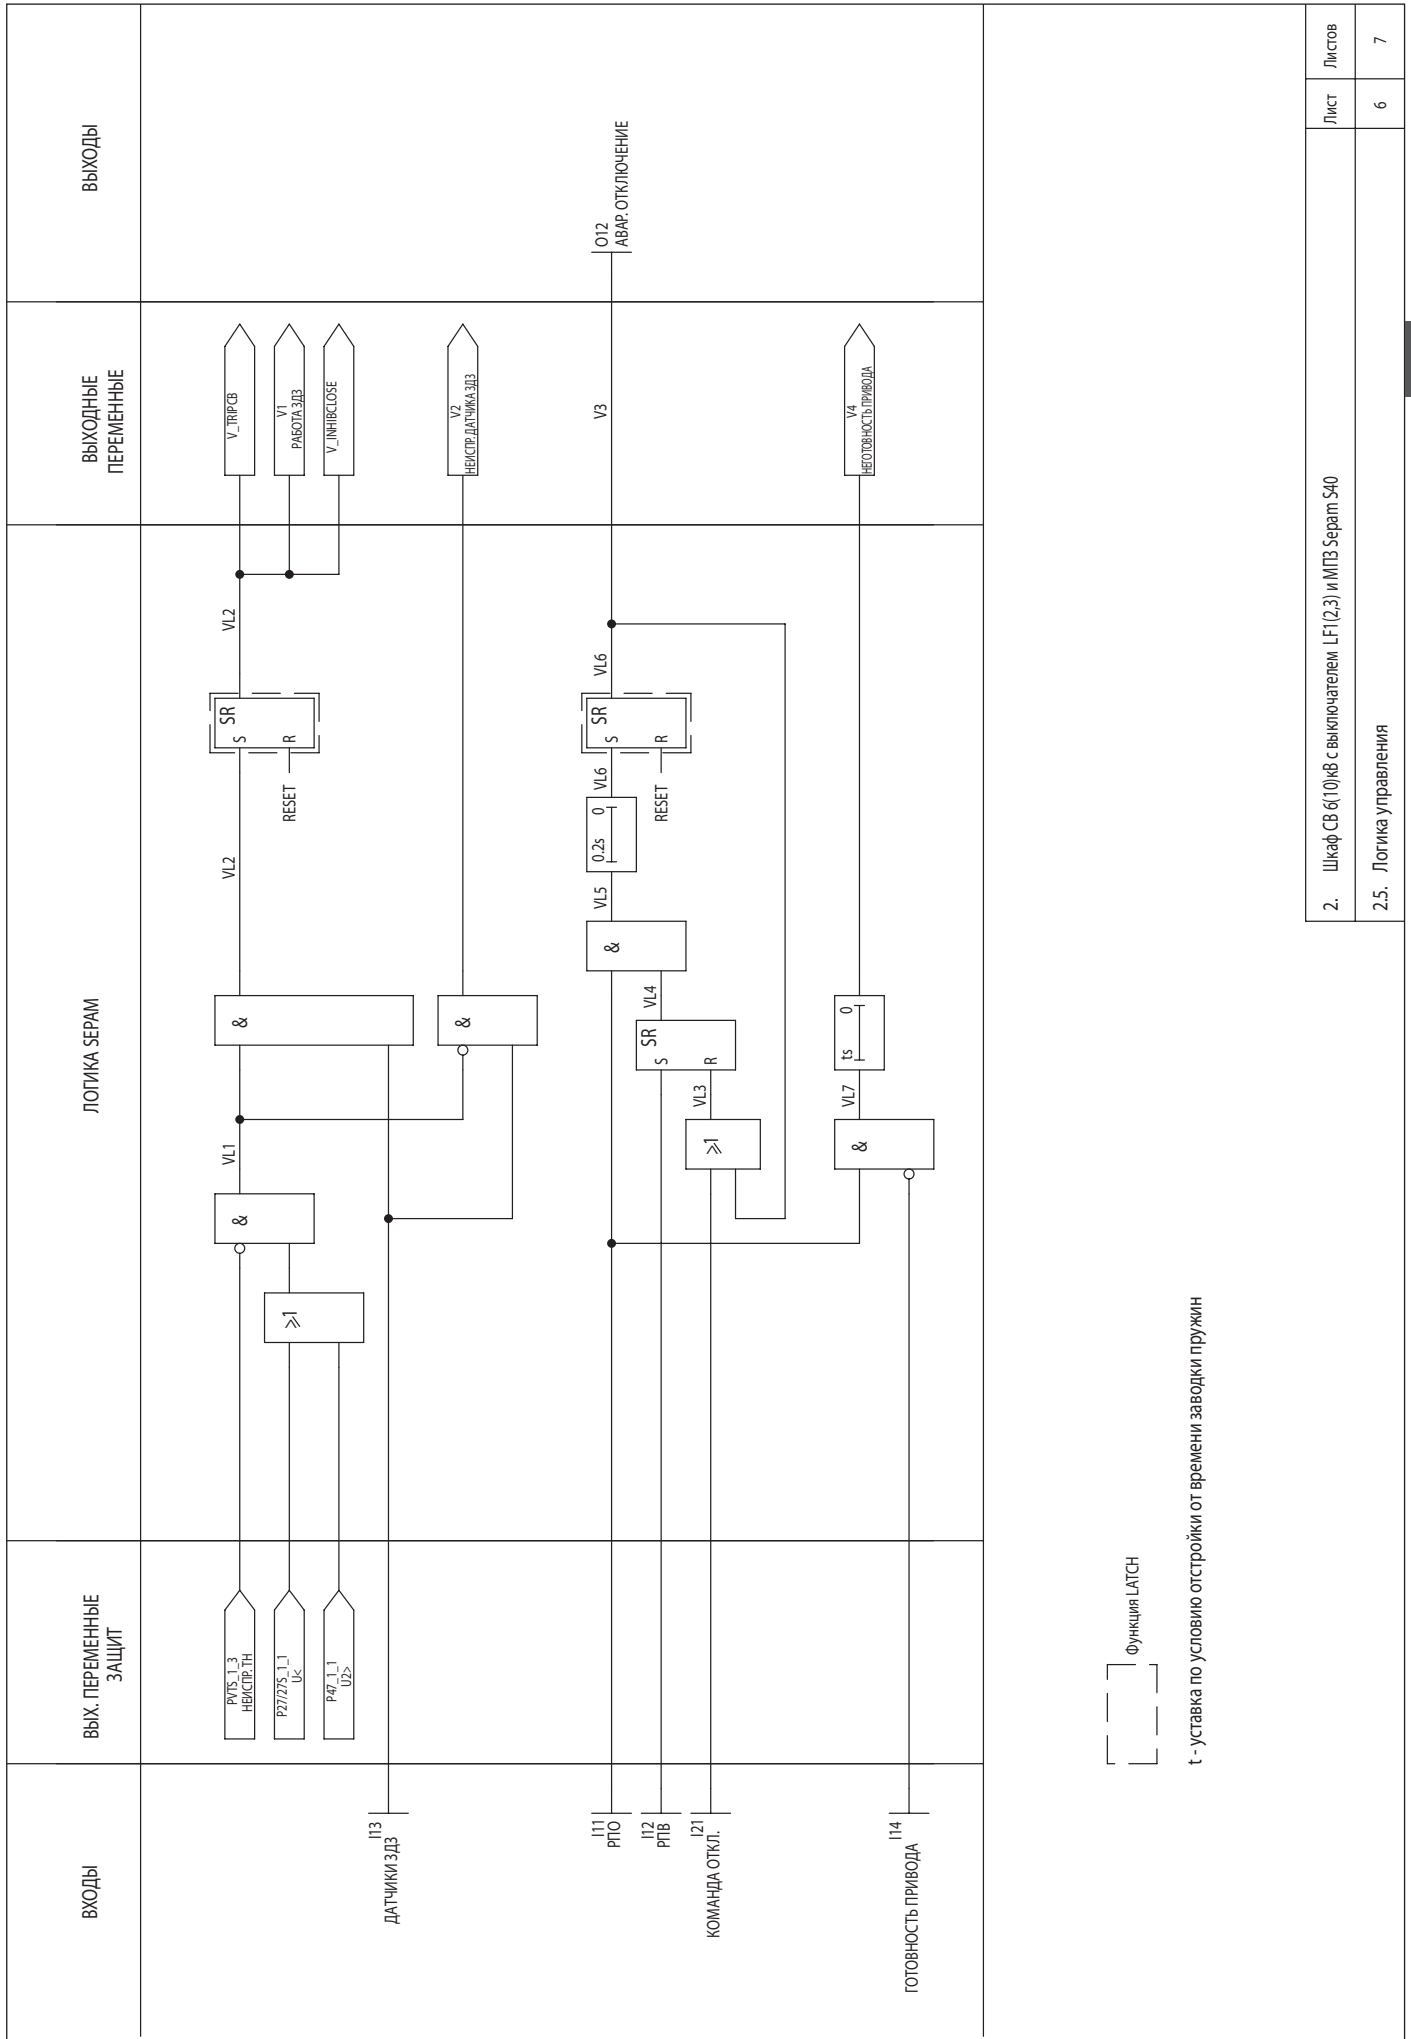 ВХОДЫ
ВЫХ. ПЕРЕМЕННЫЕ
ЗАЩИТ
ЛОГИКА SEPAM
ВЫХОДНЫЕ
ПЕРЕМЕННЫЕ
ВЫХОДЫ
PVTS_1_3
НЕИСПР. ТН
P27/27S_1_1
U<
P47_1_1
U2>
⩾1
&
VL1
&
VL2
SR
S
R
RESET
VL2
V_TRIPCB
V1
РАБОТА ЗДЗ
V_INHIBCLOSE
I13
ДАТЧИКИ ЗДЗ
&
V2
НЕИСПР. ДАТЧИКА ЗДЗ
I11
РПО
I12
РПВ
I21
КОМАНДА ОТКЛ.
⩾1
VL3
SR
S
R
VL4
&
VL5
0.2s 0
VL6
SR
S
R
RESET
VL6
V3
O12
АВАР. ОТКЛЮЧЕНИЕ
I14
ГОТОВНОСТЬ ПРИВОДА
&
VL7
ts 0
V4
НЕГОТОВНОСТЬ ПРИВОДА
Функция LATCH
t - уставка по условию отстройки от времени заводки пружин
2. Шкаф СВ 6(10)кВ с выключателем LF1(2,3) и МПЗ Sepam S40
Лист Листов
2.5. Логика управления
6 7